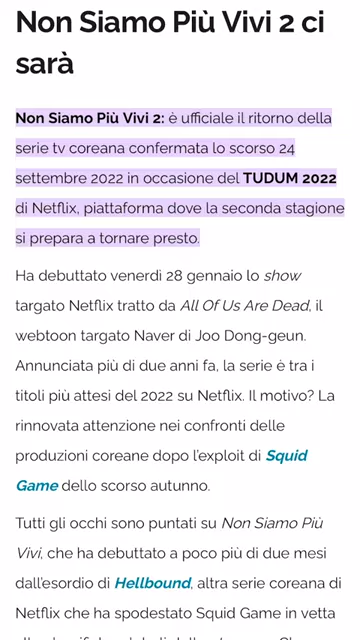 Non Siamo Più Vivi 2 ci
sarà
Non Siamo Più Vivi 2: è ufficiale il ritorno della
serie tv coreana confermata lo scorso 24
settembre 2022 in occasione del TUDUM 2022
di Netflix, piattaforma dove la seconda stagione
si prepara a tornare presto.
Ha debuttato venerdì 28 gennaio lo show
targato Netflix tratto da All Of Us Are Dead, il
webtoon targato Naver di Joo Dong-geun.
Annunciata più di due anni fa, la serie è tra i
titoli più attesi del 2022 su Netflix. Il motivo? La
rinnovata attenzione nei confronti delle
produzioni coreane dopo l'exploit di Squid
Game dello scorso autunno.
Tutti gli occhi sono puntati su Non Siamo Più
Vivi, che ha debuttato a poco più di due mesi
dall'esordio di Hellbound, altra serie coreana di
Netflix che ha spodestato Squid Game in vetta